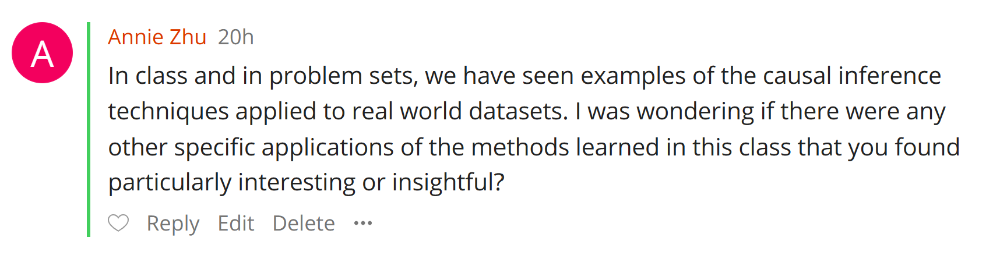 A
Annie Zhu 20h
In class and in problem sets, we have seen examples of the causal inference
techniques applied to real world datasets. I was wondering if there were any
other specific applications of the methods learned in this class that you found
particularly interesting or insightful?
Reply Edit Delete ···